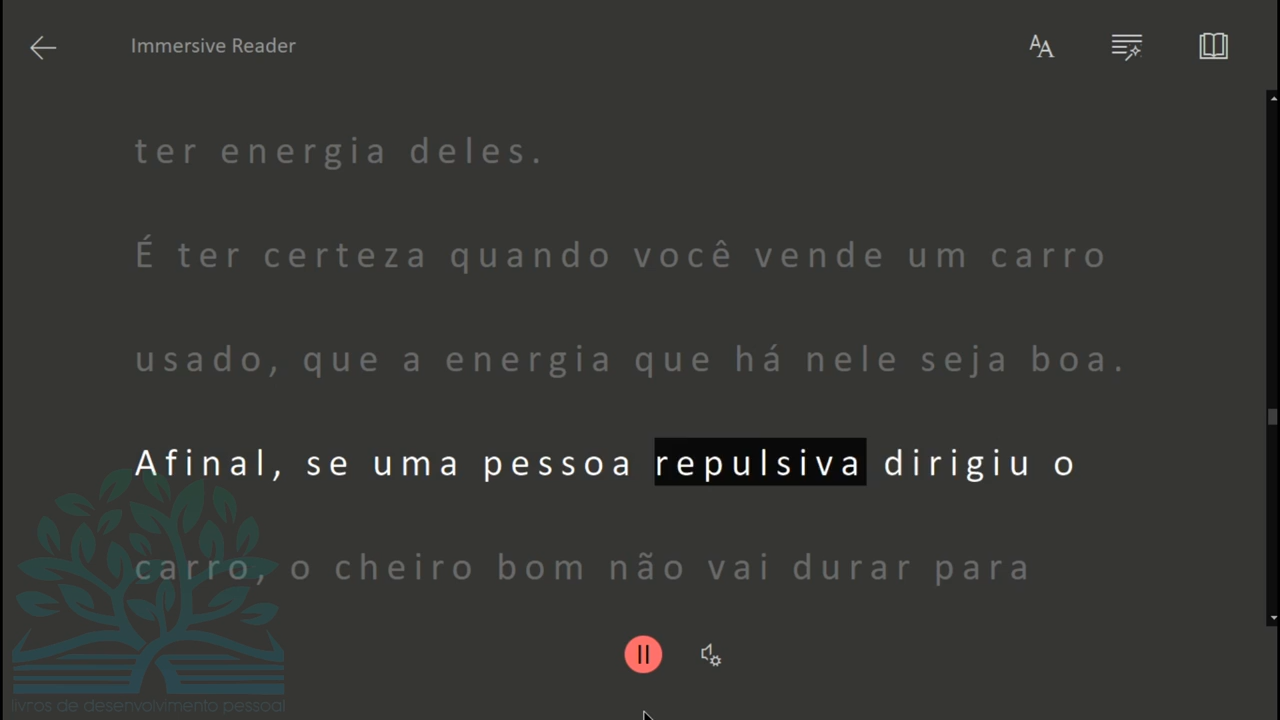 Immersive Reader
ter energia deles.
É ter certeza quando você vende um carro
usado, que a energia que há nele seja boa.
Afinal, se uma pessoa repulsiva dirigiu o
carro, o cheiro bom não vai durar para
livros de desenvolvimento pessoal